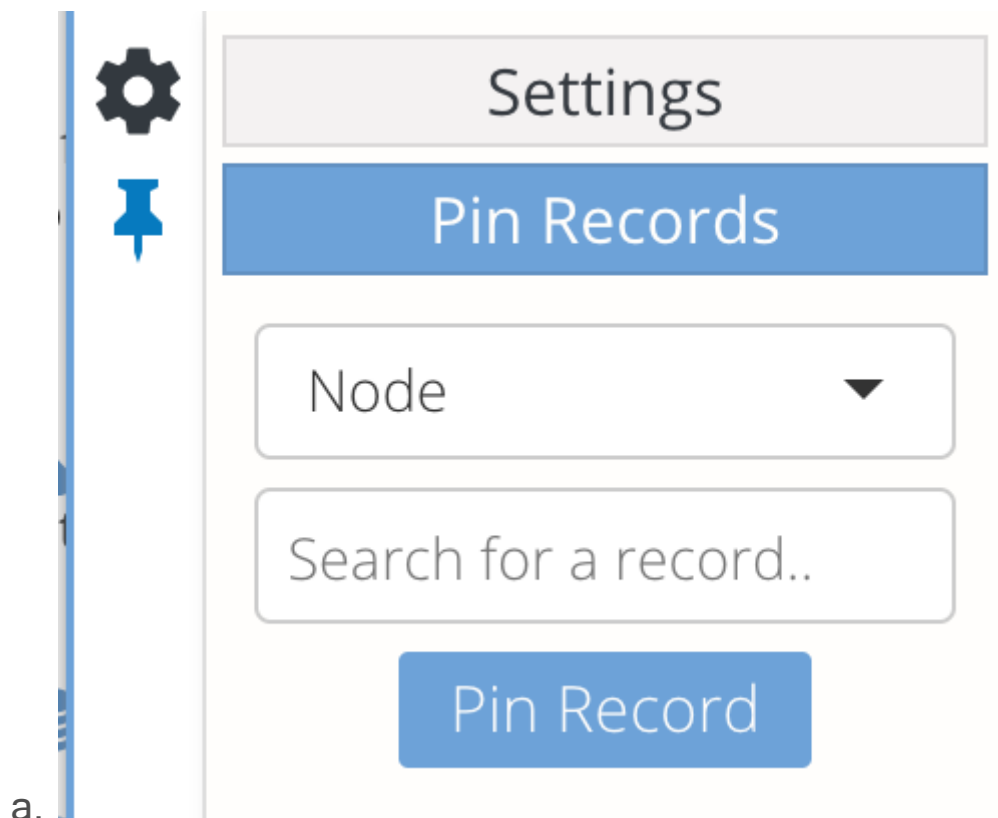 Settings
Pin Records
Node
Search for a record..
Pin Record
a.